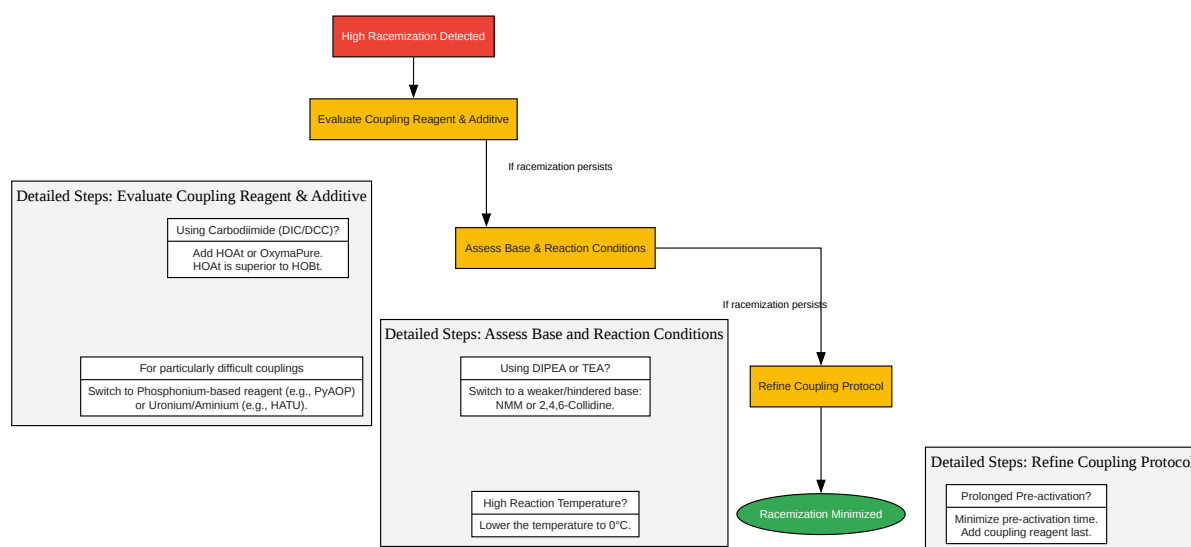 High Racemization Detected
Evaluate Coupling Reagent & Additive
If racemization persists
Detailed Steps: Evaluate Coupling Reagent & Additive
Using Carbodiimide (DIC/DCC)?
Add HOAt or OxymaPure.
HOAt is superior to HOBt.
For particularly difficult couplings
Switch to Phosphonium-based reagent (e.g., PyAOP)
or Uronium/Aminium (e.g., HATU).
Assess Base & Reaction Conditions
If racemization persists
Detailed Steps: Assess Base and Reaction Conditions
Using DIPEA or TEA?
Switch to a weaker/hindered base:
NMM or 2,4,6-Collidine.
High Reaction Temperature?
Lower the temperature to 0°C.
Refine Coupling Protocol
Racemization Minimized
Detailed Steps: Refine Coupling Protocol
Prolonged Pre-activation?
Minimize pre-activation time.
Add coupling reagent last.